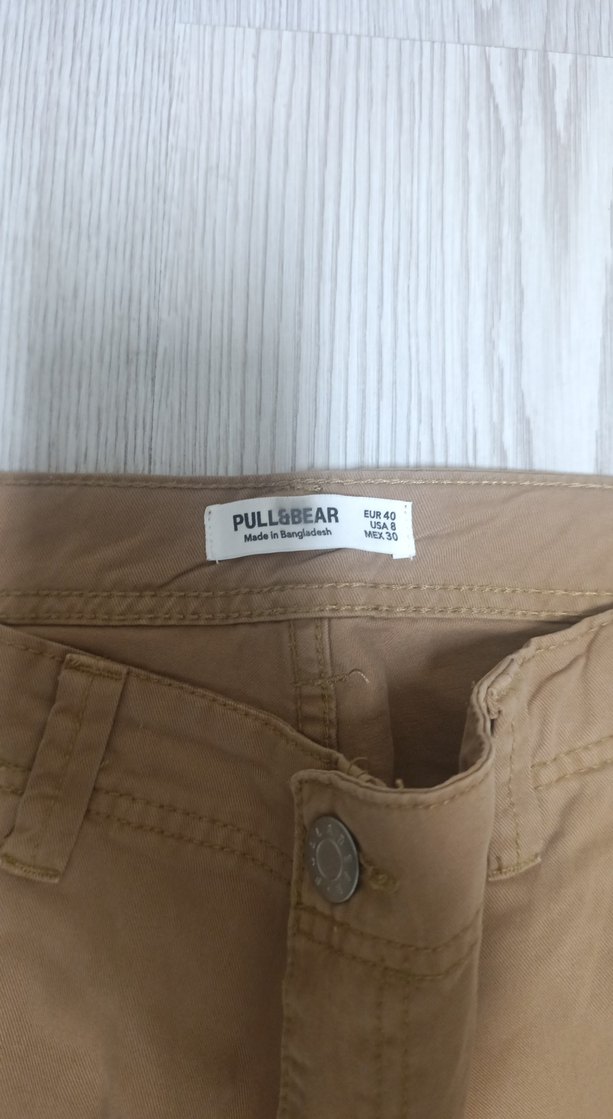 PULL&BEAR
Made in Bangladesh
EUR 40
USA 8
MEX 30